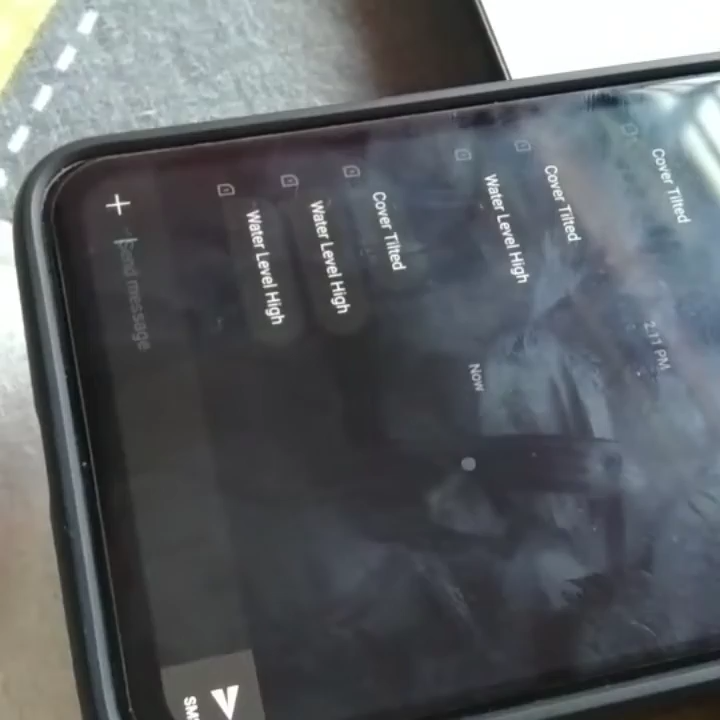 Cover Tilted
2:11 PM
Cover Tilted
Water Level High
Now
Cover Tilted
Water Level High
Water Level High
Send message
SMS